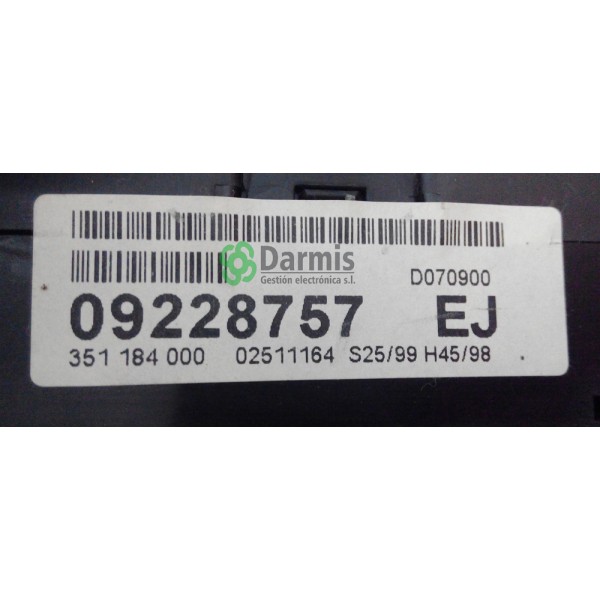 Darmis
Gestión electrónica s.l.
D070900
09228757 EJ
351 184 000 02511164 S25/99 H45/98